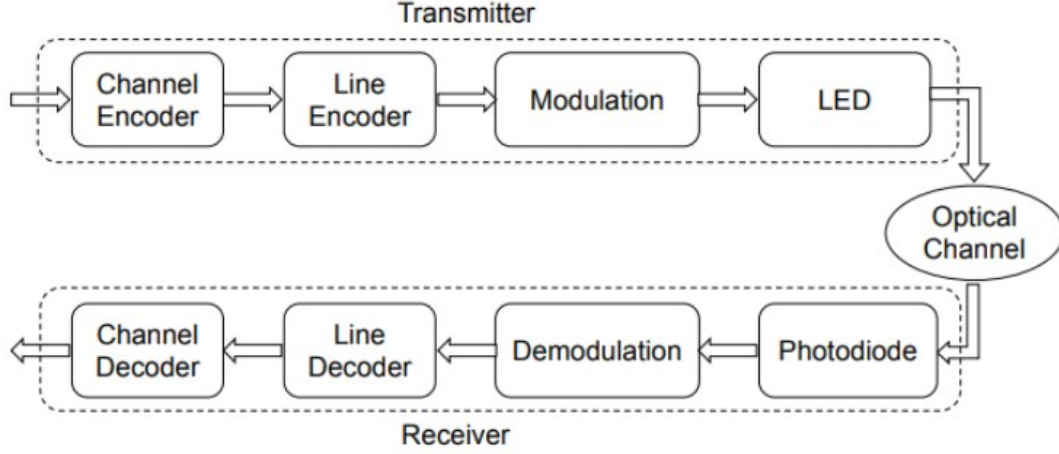 Transmitter
Channel
Encoder
Line
Encoder
Modulation
LED
Optical
Channel
Channel
Decoder
Line
Decoder
Demodulation
Photodiode
Receiver